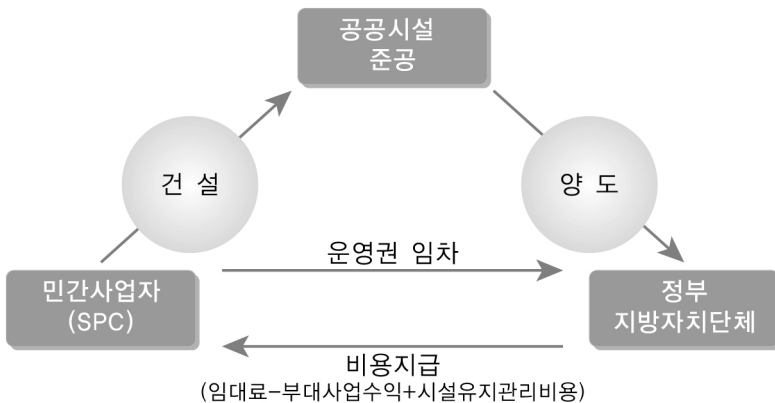 공공시설
준공
건 설
양 도
운영권 임차
민간사업자
(SPC)
정부
지방자치단체
비용지급
(임대료-부대사업수익+시설유지관리비용)